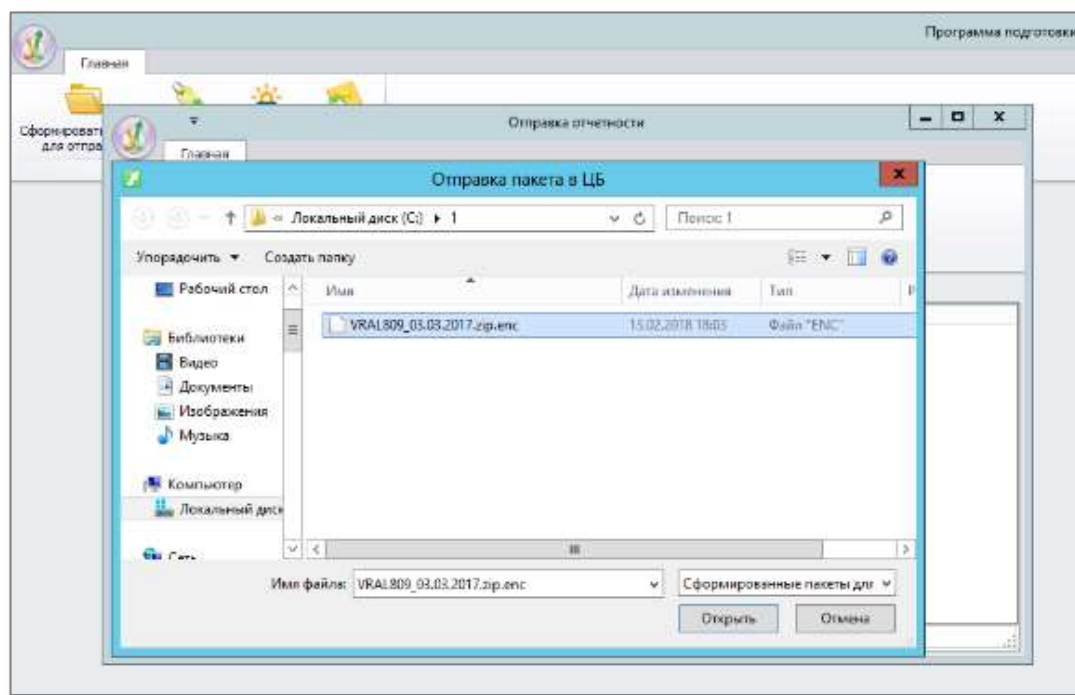 Программа подготовки
Главная
Сформировать
для отпра
Отправка отчетности
Главная
Отправка пакета в ЦБ
« Локальный диск (C:) ▸ 1
Поиск: 1
Упорядочить ▾ Создать папку
Имя Дата изменения Тип Р
VRAL809_03.03.2017.zip.enc 15.02.2018 18:03 Файл "ENC"
Рабочий стол
Библиотеки
Видео
Документы
Изображения
Музыка
Компьютер
Локальный диск
Сеть
Имя файла: VRAL809_03.03.2017.zip.enc Сформированные пакеты для
Открыть Отмена